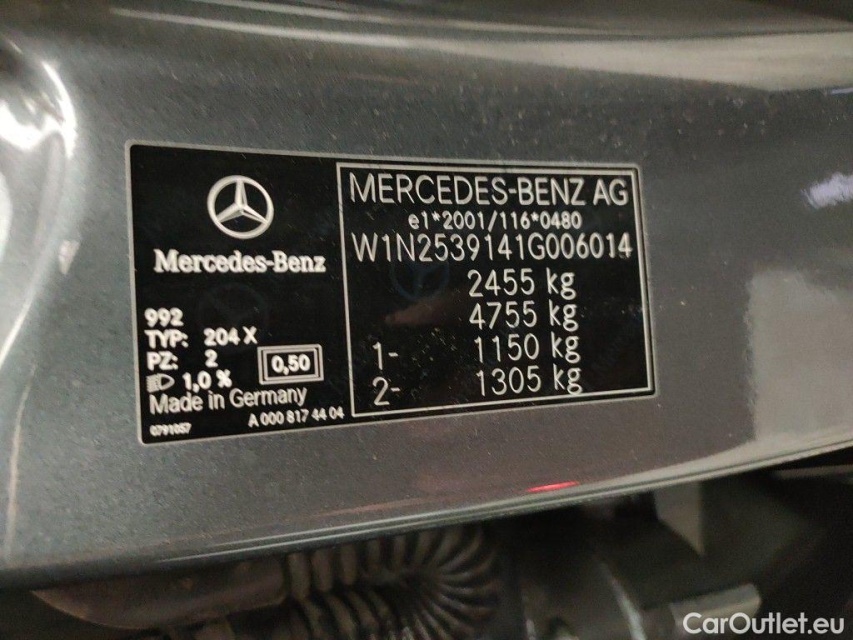 Mercedes-Benz
992
TYP: 204 X
PZ: 2
0,50
1,0 %
Made in Germany
0791057
A 000 817 44 04
MERCEDES-BENZ AG
e1*2001/116*0480
W1N2539141G006014
2455 kg
4755 kg
1- 1150 kg
2- 1305 kg
CarOutlet.eu